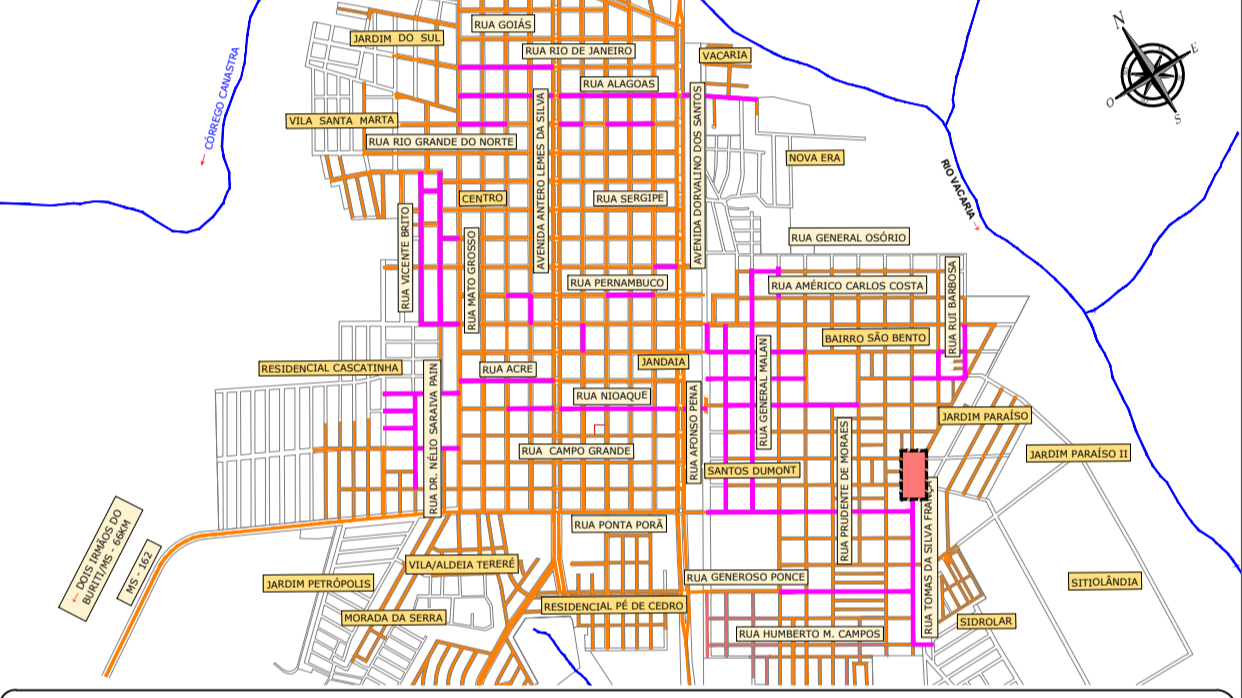 RUA GOIÁS
JARDIM DO SUL
RUA RIO DE JANEIRO
VACARIA
N
E
O
S
CÓRREGO CANASTRA
RUA ALAGOAS
VILA SANTA MARTA
RUA RIO GRANDE DO NORTE
AVENIDA ANTERO LEMES DA SILVA
AVENIDA DORVALINO DOS SANTOS
NOVA ERA
RIO VACARIA
CENTRO
RUA SERGIPE
RUA VICENTE BRITO
RUA MATO GROSSO
RUA GENERAL OSÓRIO
RUA PERNAMBUCO
RUA AMÉRICO CARLOS COSTA
RUA RUI BARBOSA
BAIRRO SÃO BENTO
RESIDENCIAL CASCATINHA
RUA ACRE
JANDAIA
RUA GENERAL MALAN
RUA DR. NÉLIO SARAIVA PAIN
RUA NIOAQUE
RUA AFONSO PENA
JARDIM PARAÍSO
RUA CAMPO GRANDE
SANTOS DUMONT
RUA PRUDENTE DE MORAES
JARDIM PARAÍSO II
RUA PONTA PORÃ
RUA TOMAS DA SILVA FRANÇA
← DOIS IRMÃOS DO
BURITI/MS - 66KM
MS - 162
VILA/ALDEIA TERERÉ
JARDIM PETRÓPOLIS
RUA GENEROSO PONCE
SITIOLÂNDIA
RESIDENCIAL PÉ DE CEDRO
MORADA DA SERRA
SIDROLAR
RUA HUMBERTO M. CAMPOS